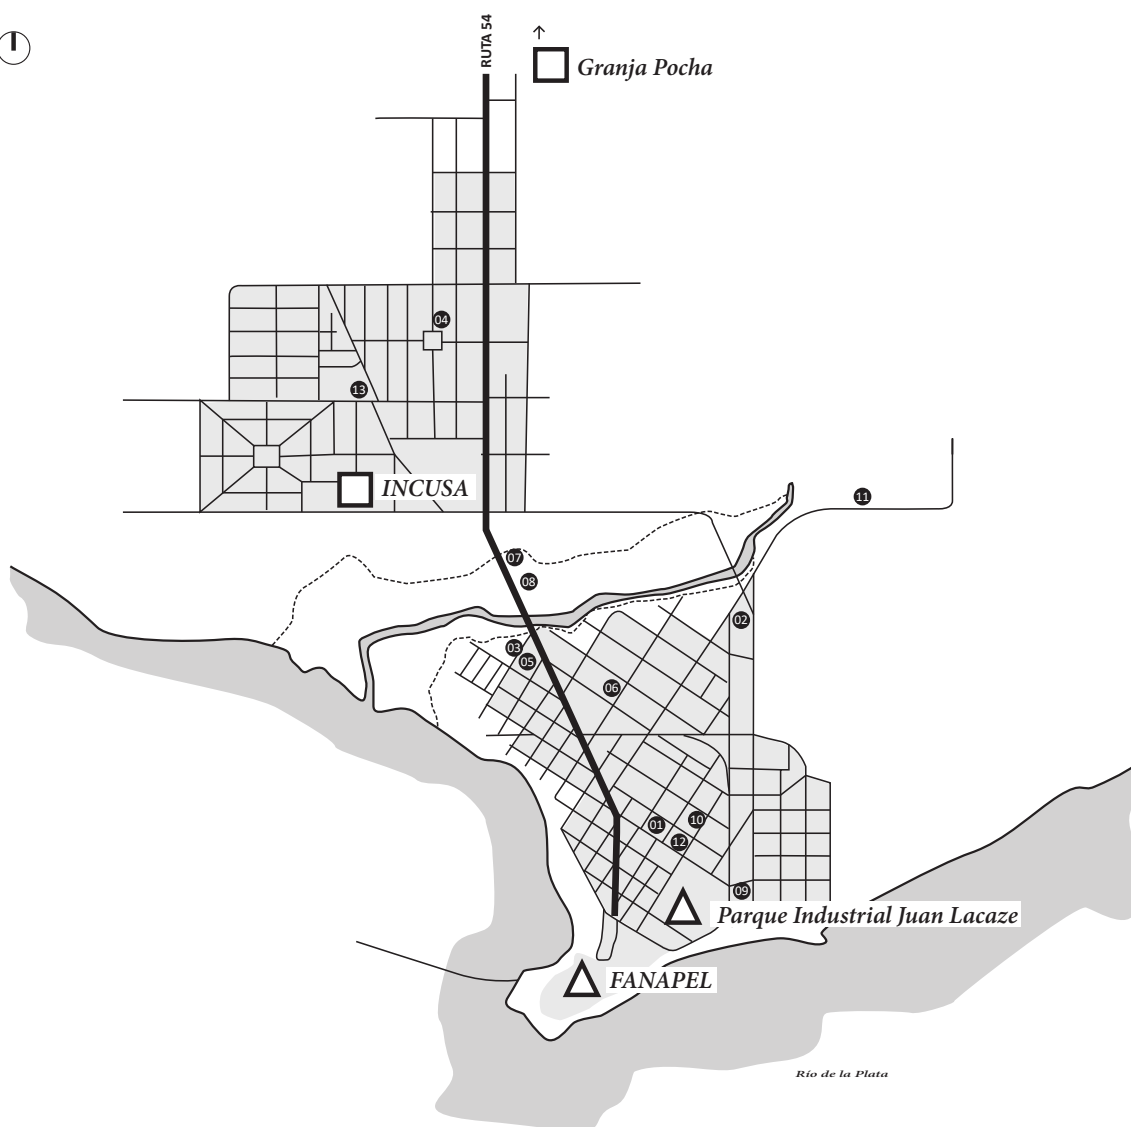 RUTA 54
Granja Pocha
04
13
INCUSA
11
07
08
02
03
05
06
10
01
12
09
Parque Industrial Juan Lacaze
FANAPEL
Río de la Plata